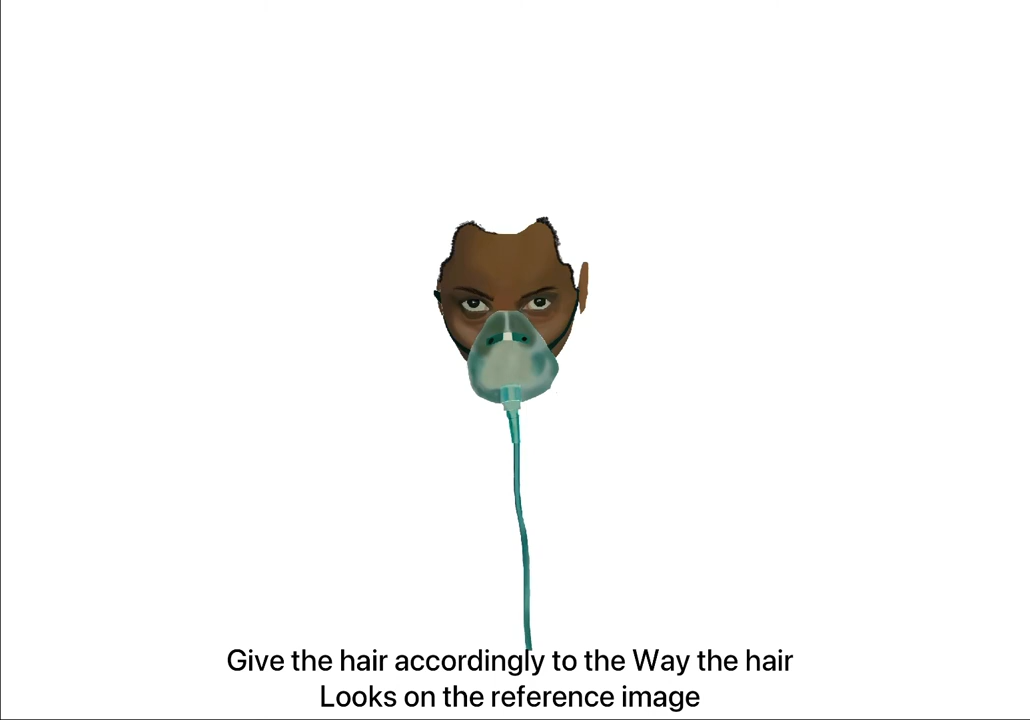 Give the hair accordingly to the Way the hair
Looks on the reference image